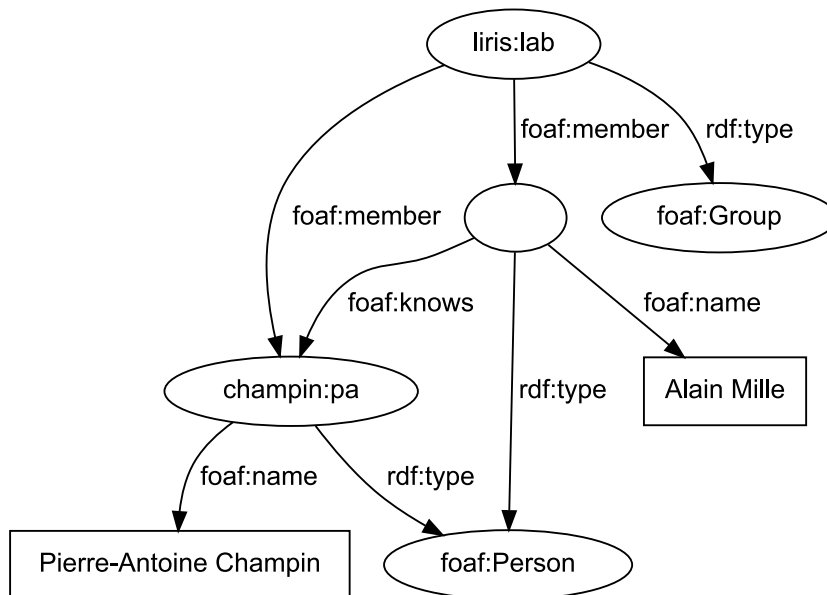 liris:lab
foaf:member
rdf:type
foaf:member
foaf:Group
foaf:knows
foaf:name
champin:pa
rdf:type
Alain Mille
foaf:name
rdf:type
Pierre-Antoine Champin
foaf:Person